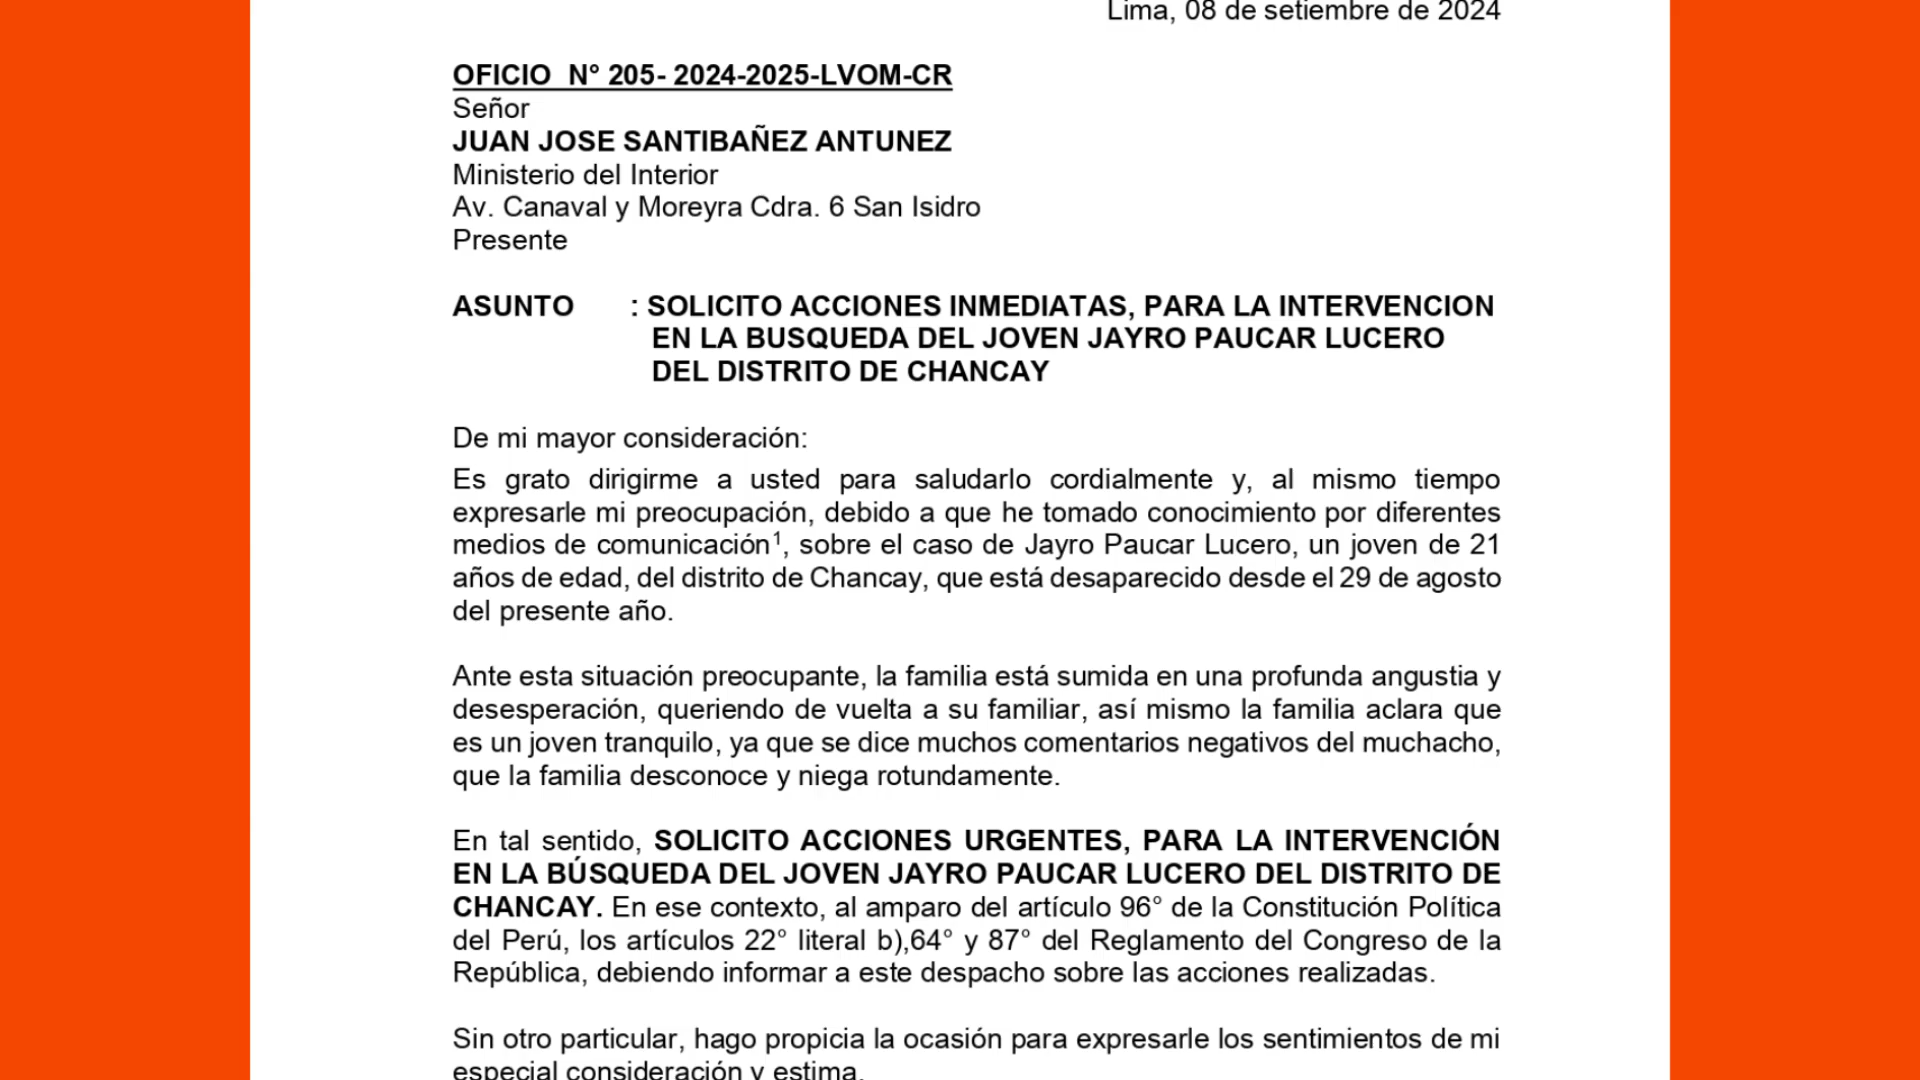 Lima, 08 de setiembre de 2024
OFICIO N° 205- 2024-2025-LVOM-CR
Señor
JUAN JOSE SANTIBAÑEZ ANTUNEZ
Ministerio del Interior
Av. Canaval y Moreyra Cdra. 6 San Isidro
Presente
ASUNTO : SOLICITO ACCIONES INMEDIATAS, PARA LA INTERVENCION
EN LA BUSQUEDA DEL JOVEN JAYRO PAUCAR LUCERO
DEL DISTRITO DE CHANCAY
De mi mayor consideración:
Es grato dirigirme a usted para saludarlo cordialmente y, al mismo tiempo
expresarle mi preocupación, debido a que he tomado conocimiento por diferentes
medios de comunicación¹, sobre el caso de Jayro Paucar Lucero, un joven de 21
años de edad, del distrito de Chancay, que está desaparecido desde el 29 de agosto
del presente año.
Ante esta situación preocupante, la familia está sumida en una profunda angustia y
desesperación, queriendo de vuelta a su familiar, así mismo la familia aclara que
es un joven tranquilo, ya que se dice muchos comentarios negativos del muchacho,
que la familia desconoce y niega rotundamente.
En tal sentido, SOLICITO ACCIONES URGENTES, PARA LA INTERVENCIÓN
EN LA BÚSQUEDA DEL JOVEN JAYRO PAUCAR LUCERO DEL DISTRITO DE
CHANCAY. En ese contexto, al amparo del artículo 96° de la Constitución Política
del Perú, los artículos 22° literal b),64° y 87° del Reglamento del Congreso de la
República, debiendo informar a este despacho sobre las acciones realizadas.
Sin otro particular, hago propicia la ocasión para expresarle los sentimientos de mi
especial consideración y estima.